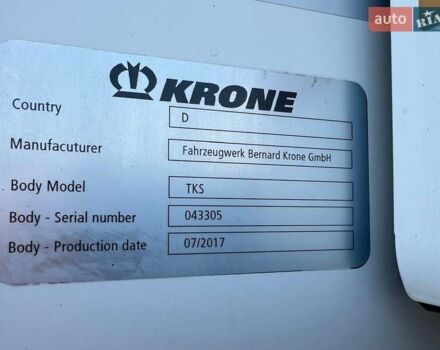 auto RIA
KRONE
Country D
Manufacuturer Fahrzeugwerk Bernard Krone GmbH
Body Model TKS
Body - Serial number 043305
Body - Production date 07/2017